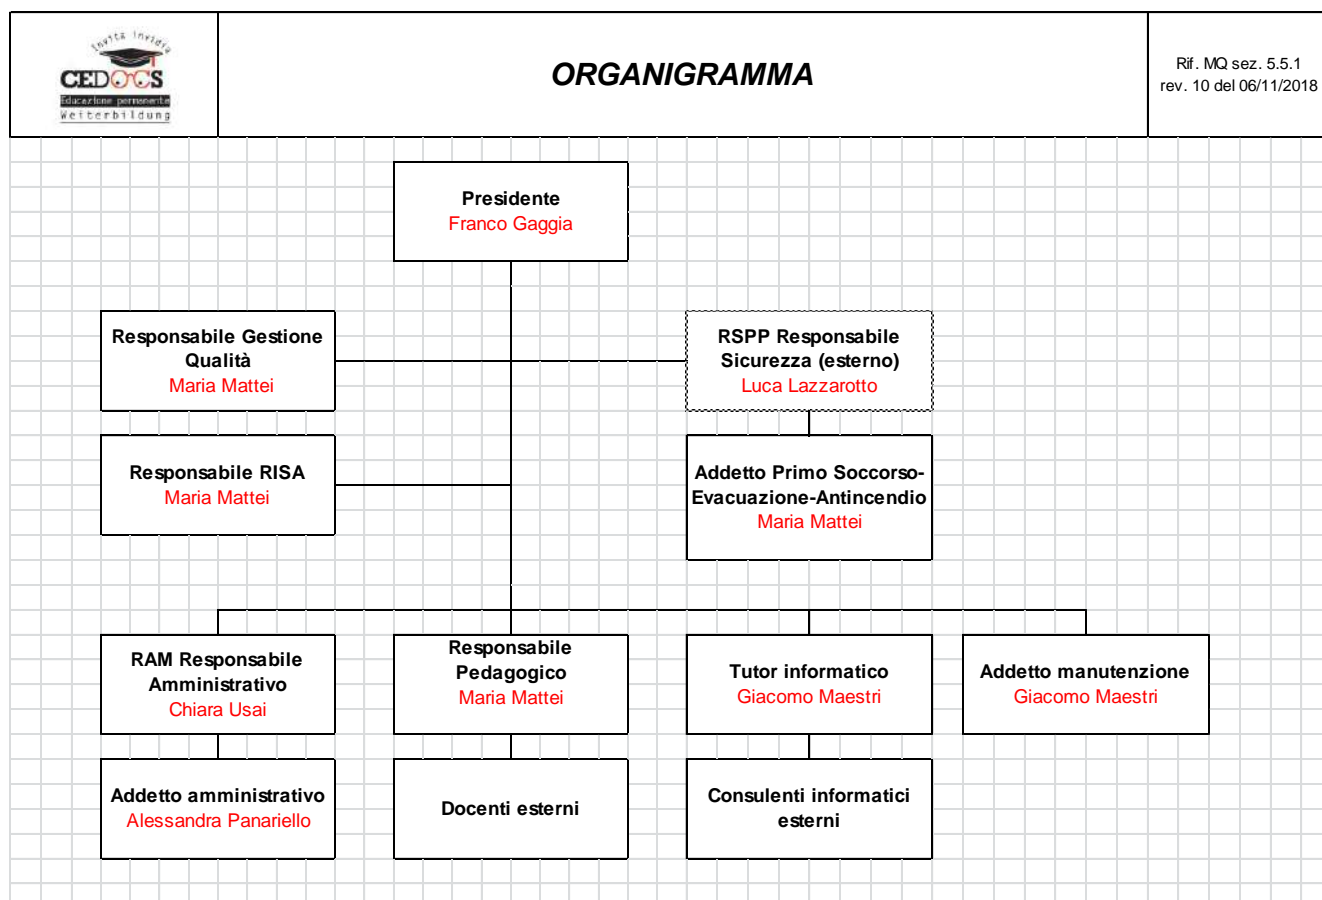 Invita Invidia
CEDOCS
Educazione permanente
Weiterbildung
ORGANIGRAMMA
Rif. MQ sez. 5.5.1
rev. 10 del 06/11/2018
Presidente
Franco Gaggia
Responsabile Gestione
Qualità
Maria Mattei
RSPP Responsabile
Sicurezza (esterno)
Luca Lazzarotto
Responsabile RISA
Maria Mattei
Addetto Primo Soccorso-
Evacuazione-Antincendio
Maria Mattei
RAM Responsabile
Amministrativo
Chiara Usai
Responsabile
Pedagogico
Maria Mattei
Tutor informatico
Giacomo Maestri
Addetto manutenzione
Giacomo Maestri
Addetto amministrativo
Alessandra Panariello
Docenti esterni
Consulenti informatici
esterni